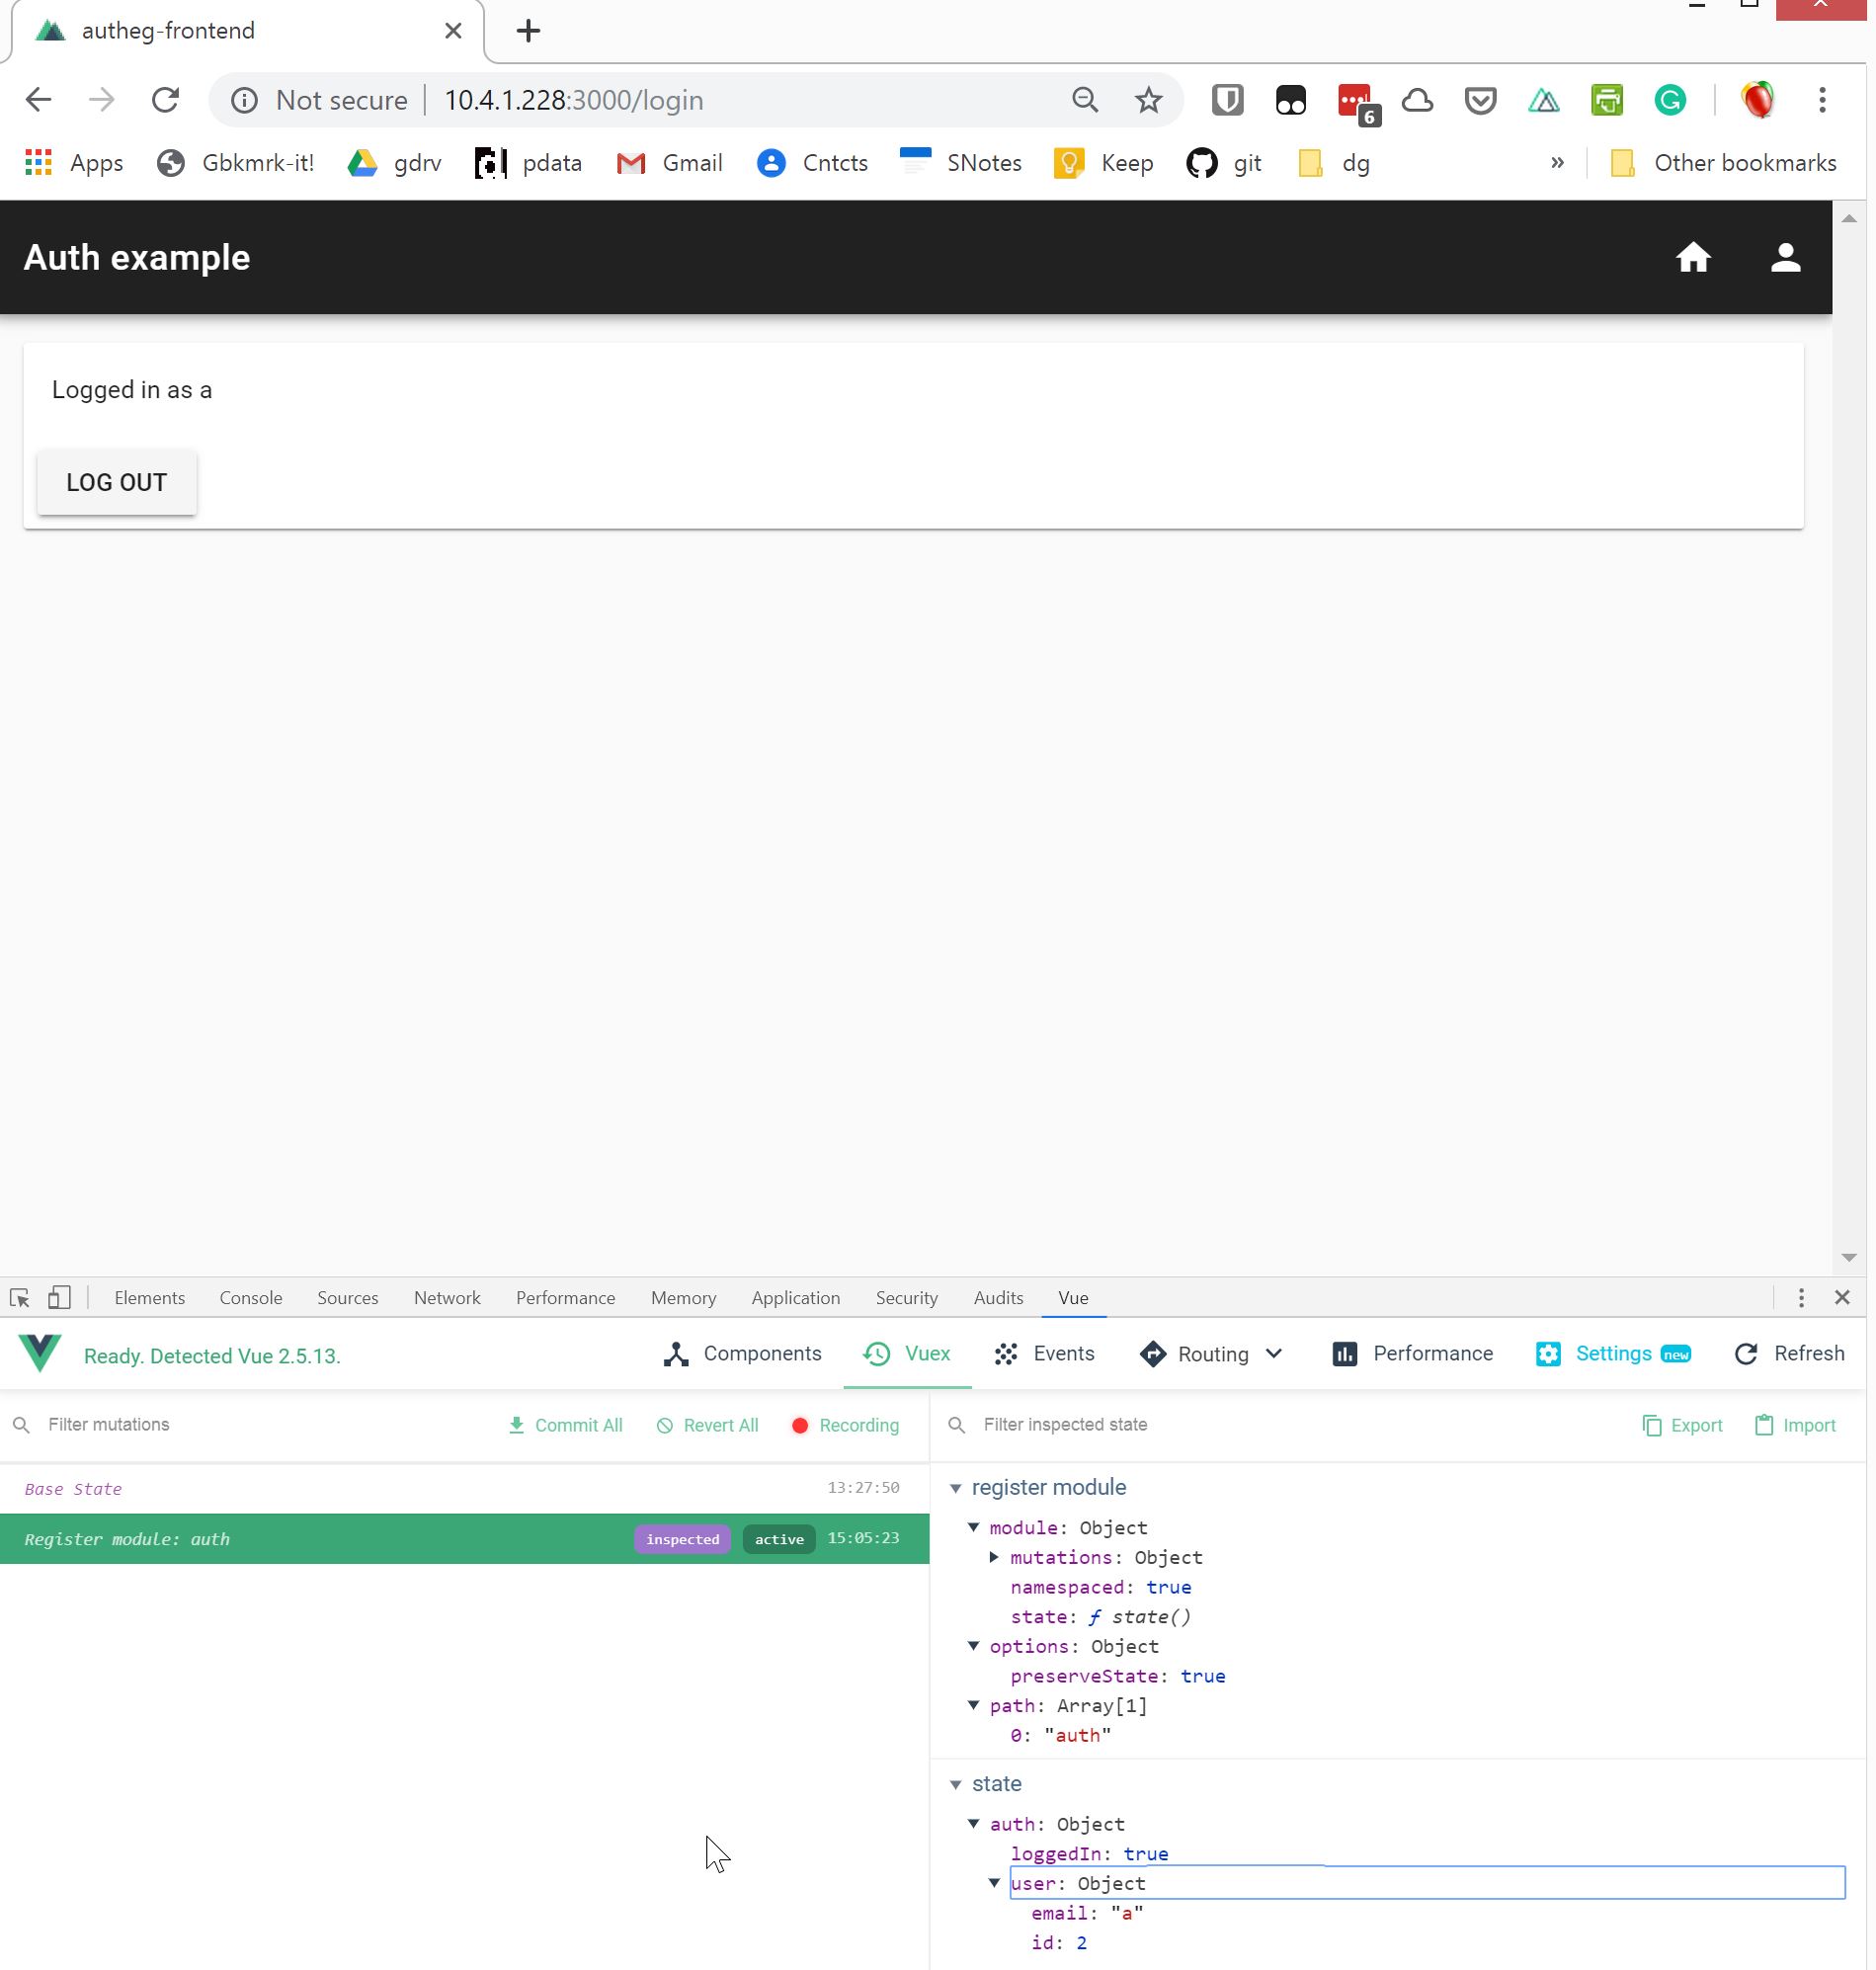 autheg-frontend
Not secure 10.4.1.228:3000/login
6
Apps Gbkmrk-it! gdrv pdata Gmail Cntcts SNotes Keep git dg » Other bookmarks
Auth example
Logged in as a
LOG OUT
Elements Console Sources Network Performance Memory Application Security Audits Vue
Ready. Detected Vue 2.5.13. Components Vuex Events Routing Performance Settings new Refresh
Filter mutations Commit All Revert All Recording
Filter inspected state Export Import
Base State 13:27:50
Register module: auth inspected active 15:05:23
register module
module: Object
mutations: Object
namespaced: true
state: ƒ state()
options: Object
preserveState: true
path: Array[1]
0: "auth"
state
auth: Object
loggedIn: true
user: Object
email: "a"
id: 2